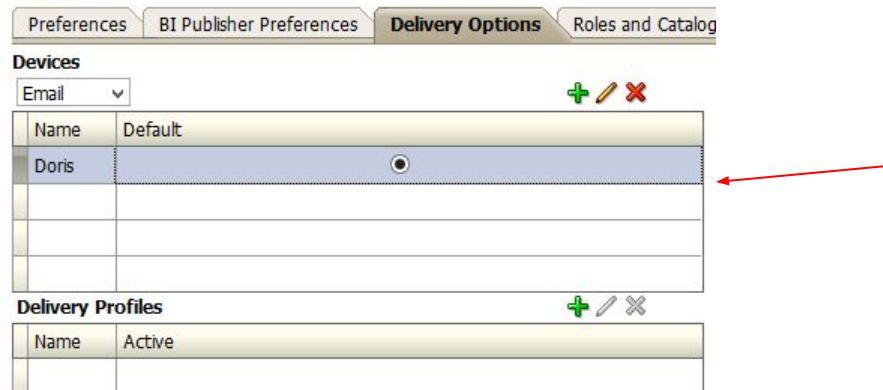 Preferences BI Publisher Preferences Delivery Options Roles and Catalog
Devices
Email
Name Default
Doris
Delivery Profiles
Name Active